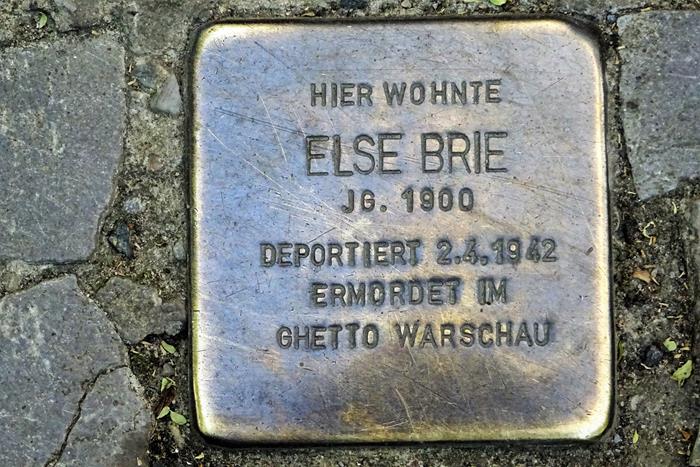 HIER WOHNTE
ELSE BRIE
JG. 1900
DEPORTIERT 2.4.1942
ERMORDET IM
GHETTO WARSCHAU